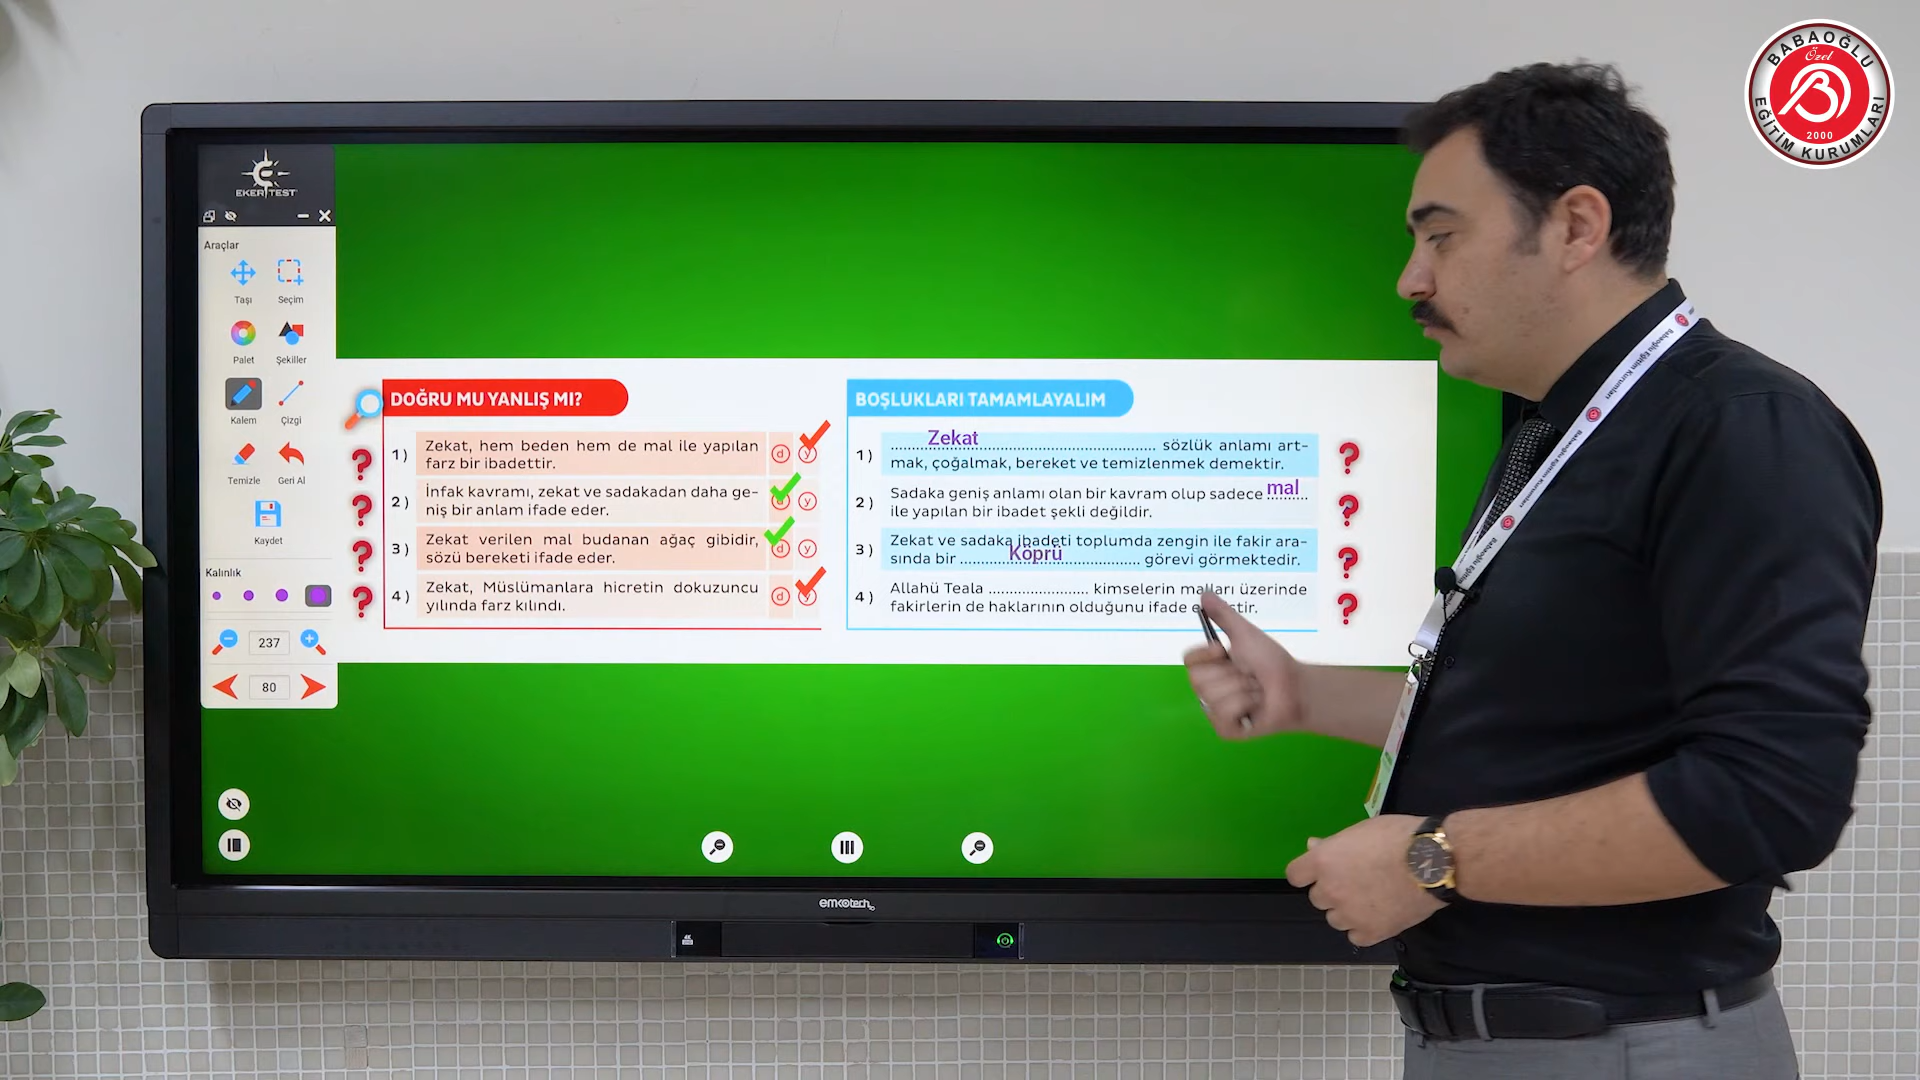 BABAOĞLU
Özel
B
2000
EĞİTİM KURUMLARI
EKER TEST
Araçlar
Taşı
Seçim
Palet
Şekiller
Kalem
Çizgi
Temizle
Geri Al
Kaydet
Kalınlık
237
80
DOĞRU MU YANLIŞ MI?
1) Zekat, hem beden hem de mal ile yapılan
farz bir ibadettir. d y
2) İnfak kavramı, zekat ve sadakadan daha ge-
niş bir anlam ifade eder. d y
3) Zekat verilen mal budanan ağaç gibidir,
sözü bereketi ifade eder. d y
4) Zekat, Müslümanlara hicretin dokuzuncu
yılında farz kılındı. d y
BOŞLUKLARI TAMAMLAYALIM
1) Zekat sözlük anlamı art-
mak, çoğalmak, bereket ve temizlenmek demektir.
2) Sadaka geniş anlamı olan bir kavram olup sadece mal
ile yapılan bir ibadet şekli değildir.
3) Zekat ve sadaka ibadeti toplumda zengin ile fakir ara-
sında bir Köprü görevi görmektedir.
4) Allahü Teala ........................ kimselerin malları üzerinde
fakirlerin de haklarının olduğunu ifade
emkotech
Babaoğlu Eğitim Kurumları